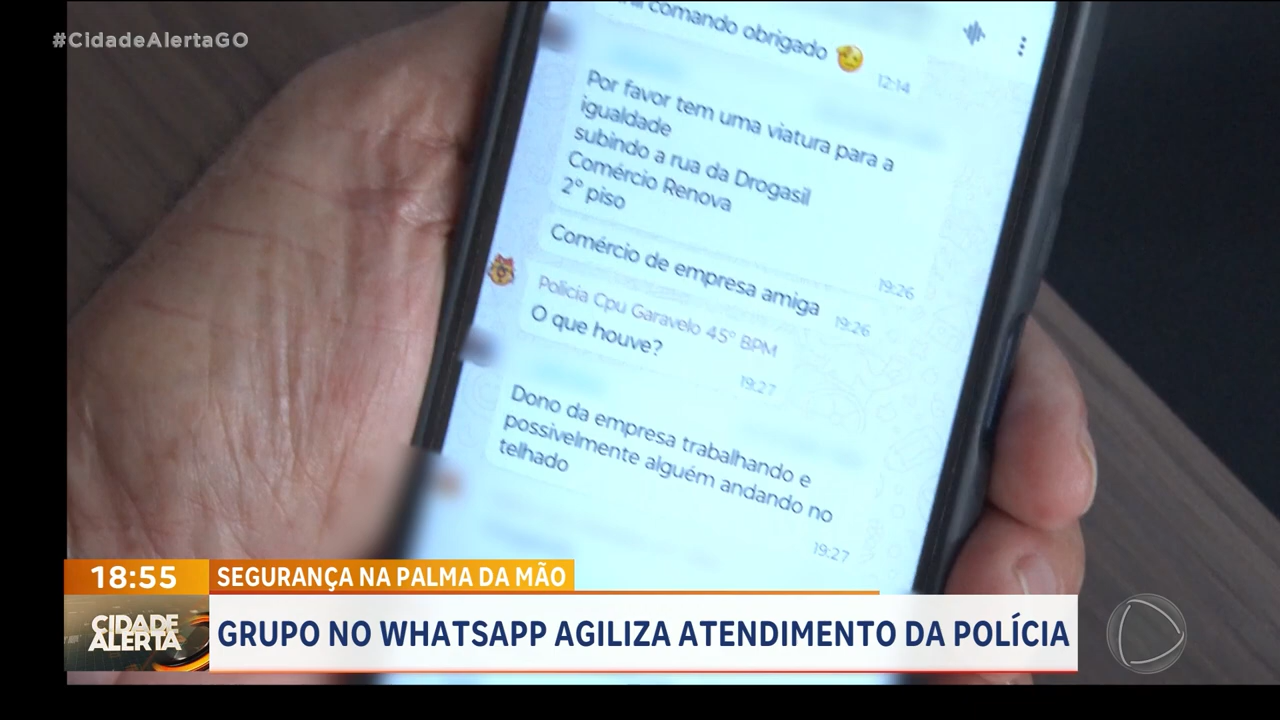 #CidadeAlertaGO
comando obrigado
12:14
Por favor tem uma viatura para a
igualdade
subindo a rua da Drogasil
Comércio Renova
2° piso
19:26
Comércio de empresa amiga
19:26
Polícia Cpu Garavelo 45° BPM
O que houve?
19:27
Dono da empresa trabalhando e
possivelmente alguém andando no
telhado
19:27
18:55
SEGURANÇA NA PALMA DA MÃO
CIDADE
ALERTA
GRUPO NO WHATSAPP AGILIZA ATENDIMENTO DA POLÍCIA